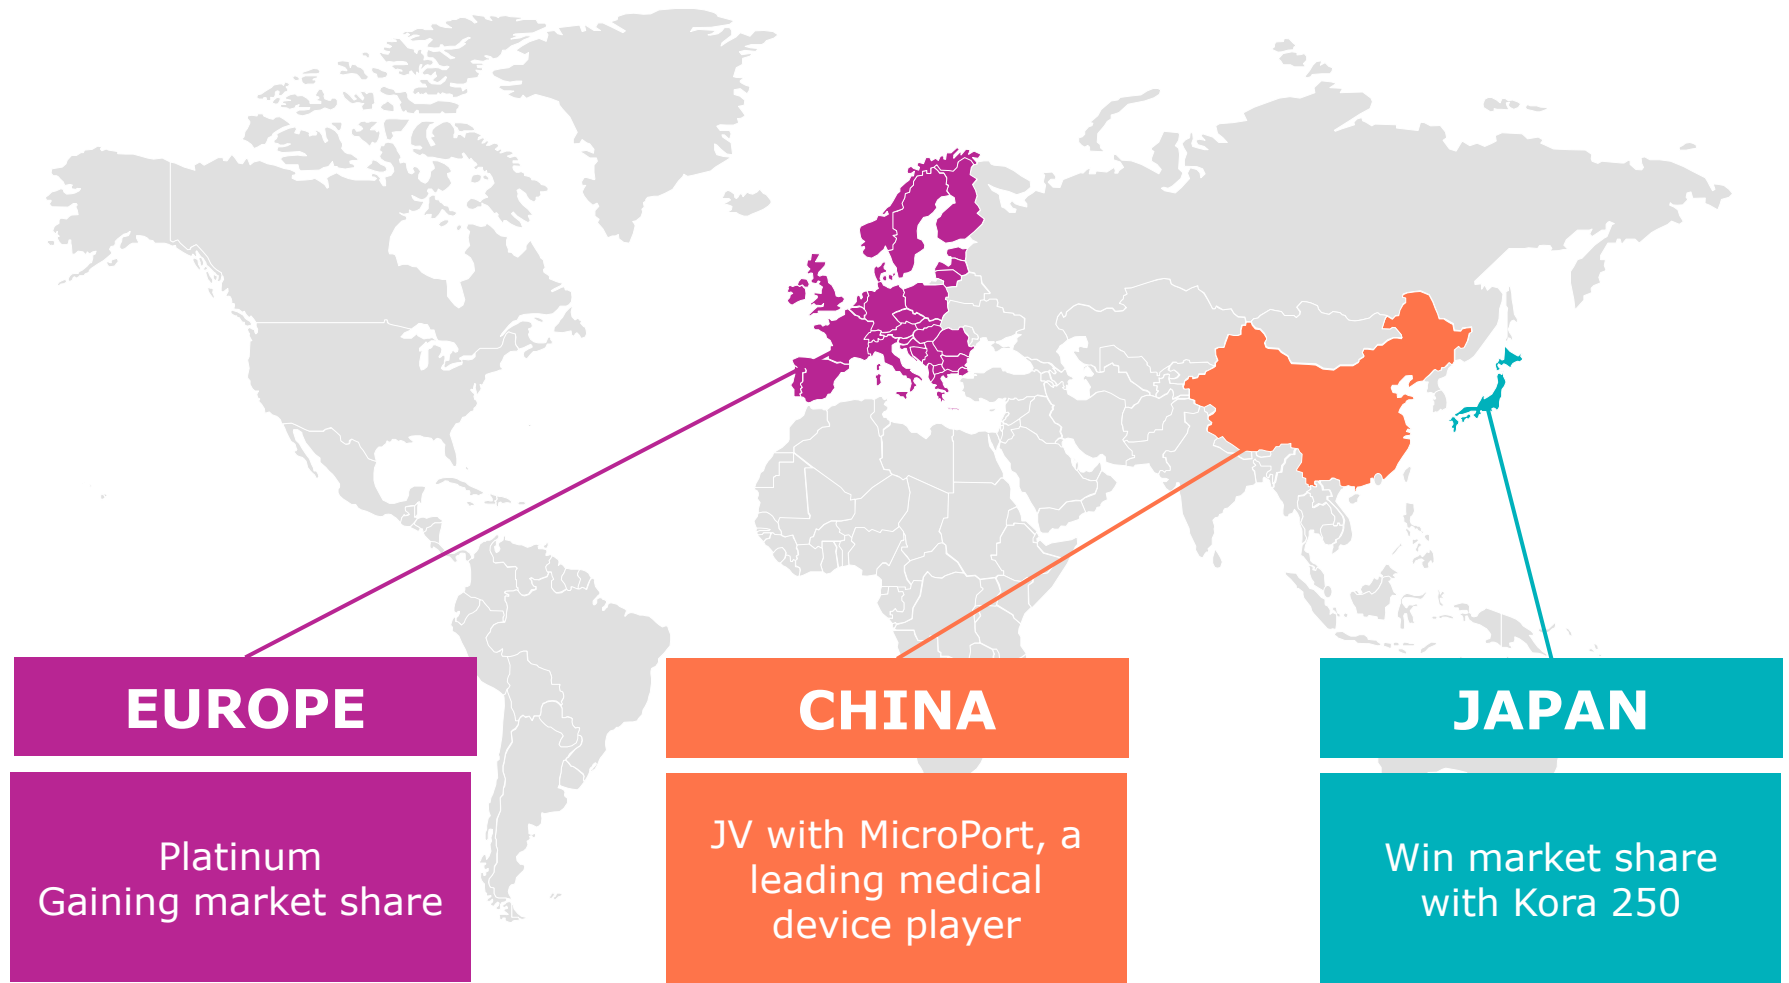 EUROPE
Platinum
Gaining market share
CHINA
JV with MicroPort, a
leading medical
device player
JAPAN
Win market share
with Kora 250